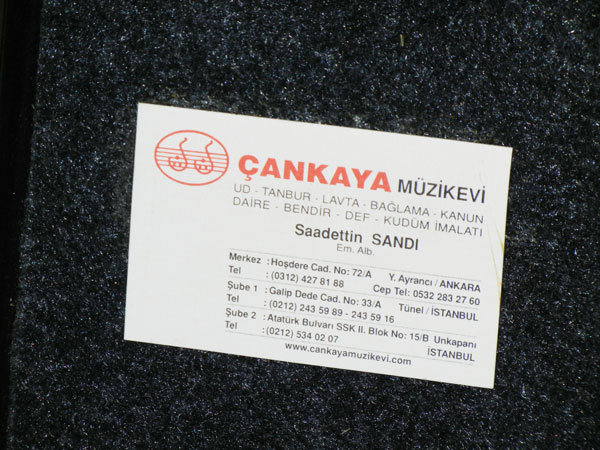 ÇANKAYA MÜZİKEVİ
UD - TANBUR - LAVTA - BAĞLAMA - KANUN
DAİRE - BENDİR - DEF - KUDÜM İMALATI
Saadettin SANDI
Em. Alb.
Merkez : Hoşdere Cad. No: 72/A Y. Ayrancı / ANKARA
Tel : (0312) 427 81 88 Cep Tel: 0532 283 27 60
Şube 1 : Galip Dede Cad. No: 33/A Tünel / İSTANBUL
Tel : (0212) 243 59 89 - 243 59 16
Şube 2 : Atatürk Bulvarı SSK II. Blok No: 15/B Unkapanı
Tel : (0212) 534 02 07 İSTANBUL
www.cankayamuzikevi.com